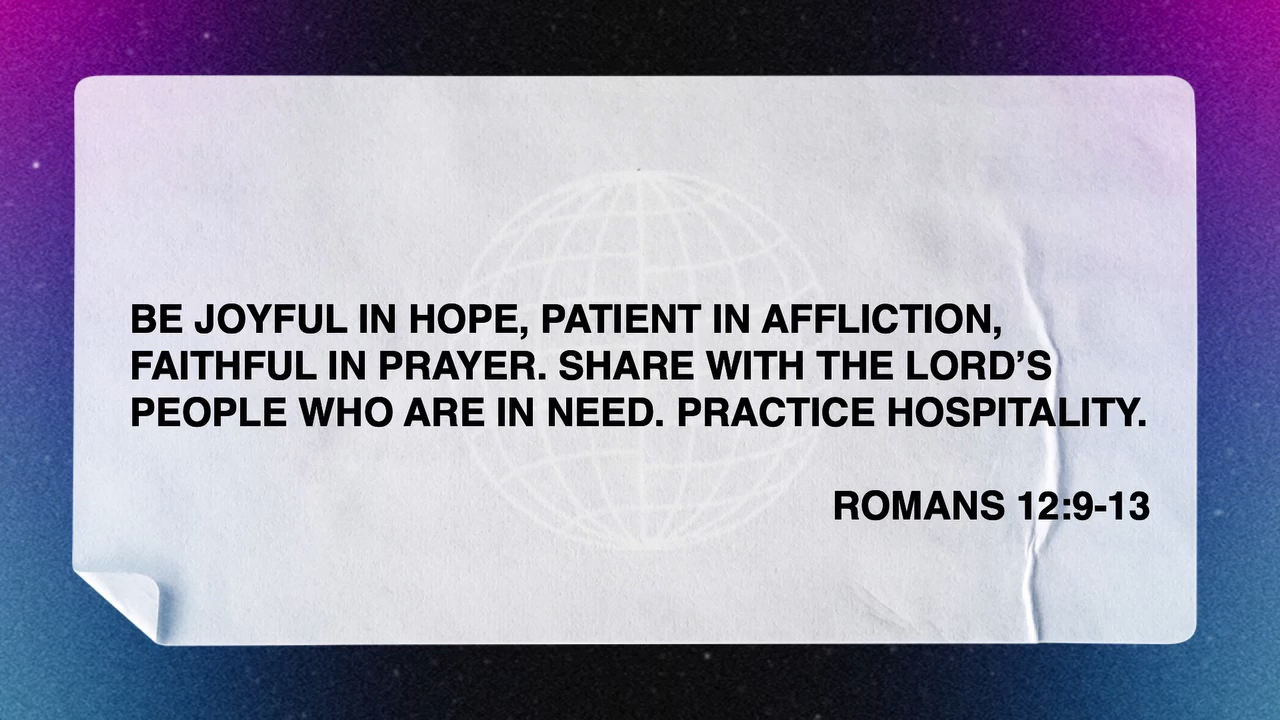 BE JOYFUL IN HOPE, PATIENT IN AFFLICTION,
FAITHFUL IN PRAYER. SHARE WITH THE LORD’S
PEOPLE WHO ARE IN NEED. PRACTICE HOSPITALITY.
ROMANS 12:9-13